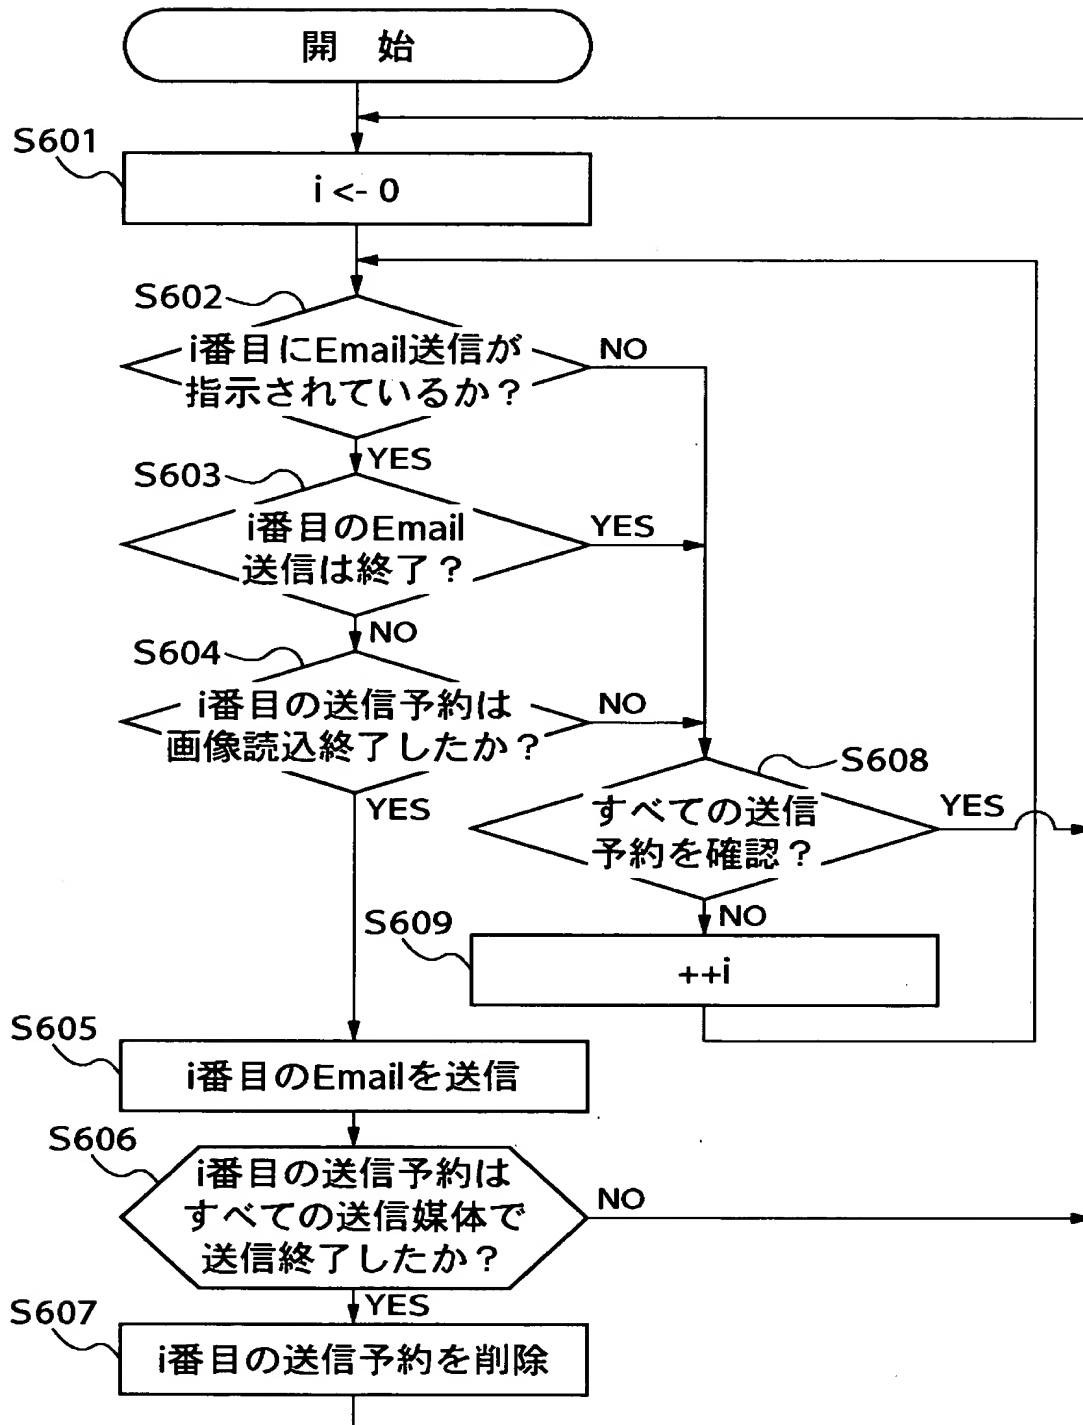 開 始
S601
i <- 0
S602
i番目にEmail送信が
指示されているか？
NO
YES
S603
i番目のEmail
送信は終了？
YES
NO
S604
i番目の送信予約は
画像読込終了したか？
NO
YES
S608
すべての送信
予約を確認？
YES
NO
S609
++i
S605
i番目のEmailを送信
S606
i番目の送信予約は
すべての送信媒体で
送信終了したか？
NO
YES
S607
i番目の送信予約を削除